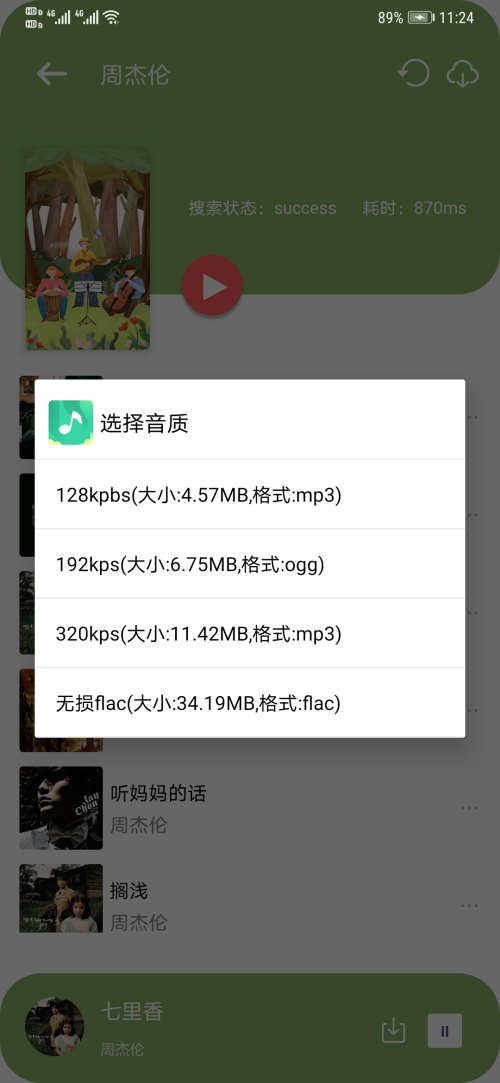 HD 4G 4G 89% 11:24
HD
周杰伦
搜索状态：success 耗时：870ms
选择音质
128kpbs(大小:4.57MB,格式:mp3)
192kps(大小:6.75MB,格式:ogg)
320kps(大小:11.42MB,格式:mp3)
无损flac(大小:34.19MB,格式:flac)
听妈妈的话
周杰伦
Jay Chou
搁浅
周杰伦
七里香
周杰伦